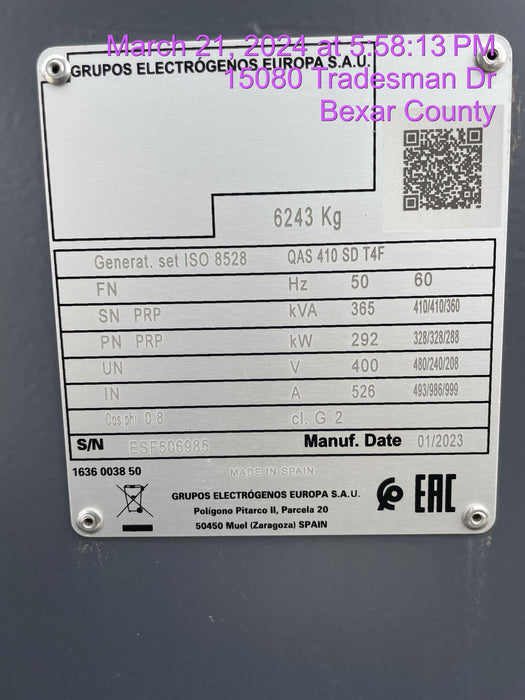 March 21, 2024 at 5:58:13 PM
15080 Tradesman Dr
Bexar County
GRUPOS ELECTRÓGENOS EUROPA S.A.U.
6243 Kg
Generat. set ISO 8528 QAS 410 SD T4F
FN Hz 50 60
SN PRP kVA 365 410/410/360
PN PRP kW 292 328/328/288
UN V 400 480/240/208
IN A 526 493/986/999
Cos phi 0.8 cl. G 2
S/N ESF506985 Manuf. Date 01/2023
1636 0038 50 MADE IN SPAIN
GRUPOS ELECTRÓGENOS EUROPA S.A.U.
Polígono Pitarco II, Parcela 20
50450 Muel (Zaragoza) SPAIN
EAC